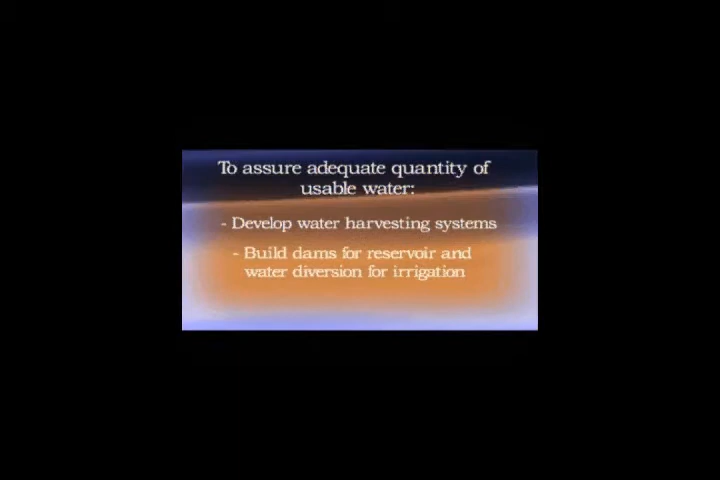 To assure adequate quantity of
usable water:
- Develop water harvesting systems
- Build dams for reservoir and
water diversion for irrigation